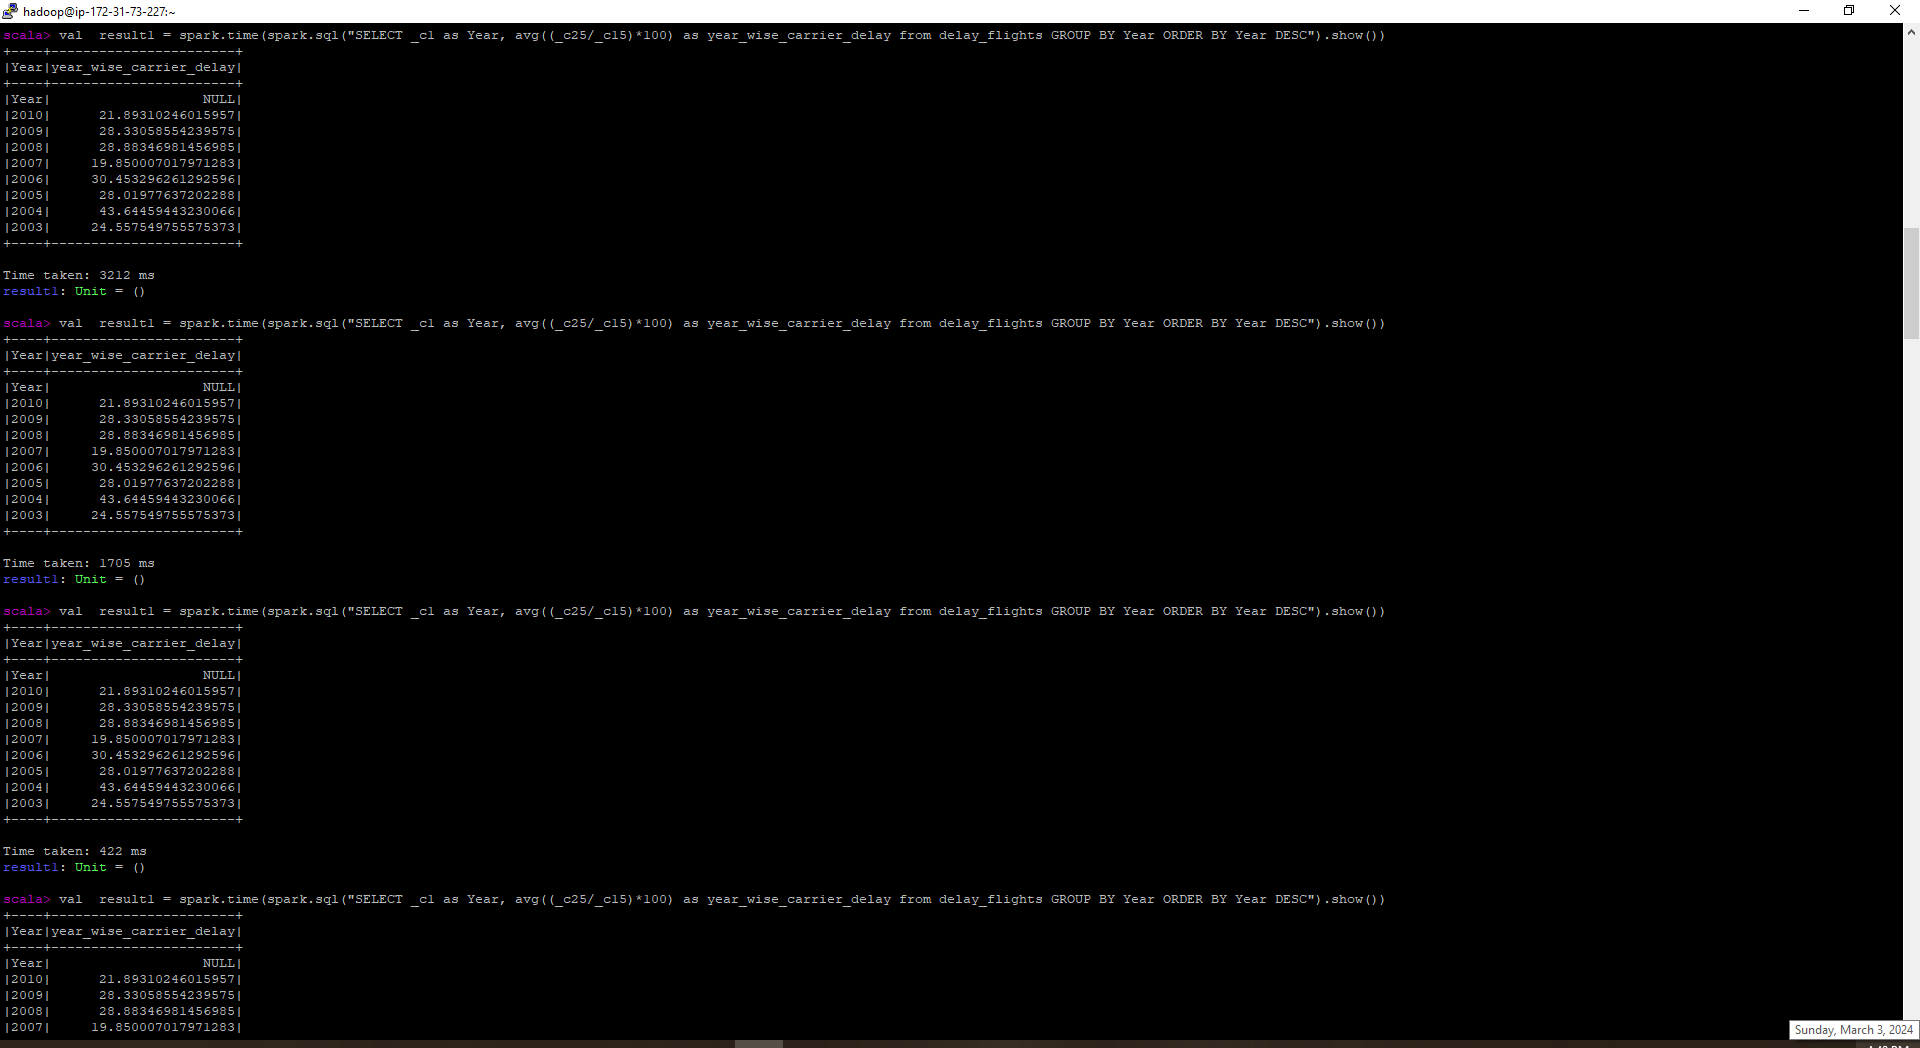 hadoop@ip-172-31-73-227:~
scala> val  result1 = spark.time(spark.sql("SELECT _c1 as Year, avg((_c25/_c15)*100) as year_wise_carrier_delay from delay_flights GROUP BY Year ORDER BY Year DESC").show())
+----+-----------------------+
|Year|year_wise_carrier_delay|
+----+-----------------------+
|Year|                   NULL|
|2010|      21.89310246015957|
|2009|      28.33058554239575|
|2008|      28.88346981456985|
|2007|     19.850007017971283|
|2006|     30.453296261292596|
|2005|      28.01977637202288|
|2004|      43.64459443230066|
|2003|     24.557549755575373|
+----+-----------------------+
Time taken: 3212 ms
result1: Unit = ()
scala> val  result1 = spark.time(spark.sql("SELECT _c1 as Year, avg((_c25/_c15)*100) as year_wise_carrier_delay from delay_flights GROUP BY Year ORDER BY Year DESC").show())
+----+-----------------------+
|Year|year_wise_carrier_delay|
+----+-----------------------+
|Year|                   NULL|
|2010|      21.89310246015957|
|2009|      28.33058554239575|
|2008|      28.88346981456985|
|2007|     19.850007017971283|
|2006|     30.453296261292596|
|2005|      28.01977637202288|
|2004|      43.64459443230066|
|2003|     24.557549755575373|
+----+-----------------------+
Time taken: 1705 ms
result1: Unit = ()
scala> val  result1 = spark.time(spark.sql("SELECT _c1 as Year, avg((_c25/_c15)*100) as year_wise_carrier_delay from delay_flights GROUP BY Year ORDER BY Year DESC").show())
+----+-----------------------+
|Year|year_wise_carrier_delay|
+----+-----------------------+
|Year|                   NULL|
|2010|      21.89310246015957|
|2009|      28.33058554239575|
|2008|      28.88346981456985|
|2007|     19.850007017971283|
|2006|     30.453296261292596|
|2005|      28.01977637202288|
|2004|      43.64459443230066|
|2003|     24.557549755575373|
+----+-----------------------+
Time taken: 422 ms
result1: Unit = ()
scala> val  result1 = spark.time(spark.sql("SELECT _c1 as Year, avg((_c25/_c15)*100) as year_wise_carrier_delay from delay_flights GROUP BY Year ORDER BY Year DESC").show())
+----+-----------------------+
|Year|year_wise_carrier_delay|
+----+-----------------------+
|Year|                   NULL|
|2010|      21.89310246015957|
|2009|      28.33058554239575|
|2008|      28.88346981456985|
|2007|     19.850007017971283|
Sunday, March 3, 2024